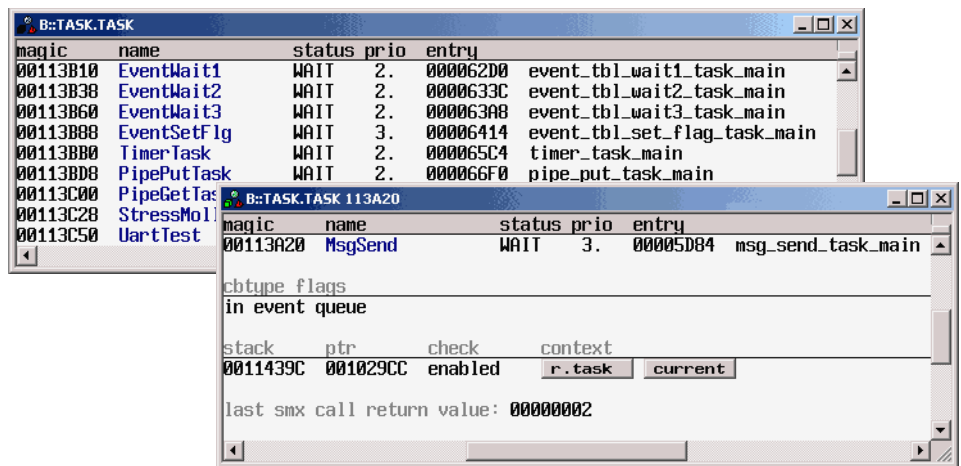 B::TASK.TASK
magic name status prio entry
00113B10 EventWait1 WAIT 2. 000062D0 event_tbl_wait1_task_main
00113B38 EventWait2 WAIT 2. 0000633C event_tbl_wait2_task_main
00113B60 EventWait3 WAIT 2. 000063A8 event_tbl_wait3_task_main
00113B88 EventSetFlg WAIT 3. 00006414 event_tbl_set_flag_task_main
00113BB0 TimerTask WAIT 2. 000065C4 timer_task_main
00113BD8 PipePutTask WAIT 2. 000066F0 pipe_put_task_main
00113C00 PipeGetTas
00113C28 StressMol
00113C50 UartTest
B::TASK.TASK 113A20
magic name status prio entry
00113A20 MsgSend WAIT 3. 00005D84 msg_send_task_main
cbtype flags
in event queue
stack ptr check context
0011439C 001029CC enabled r.task current
last smx call return value: 00000002